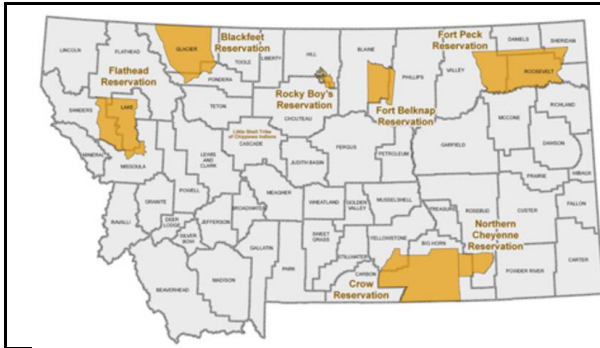 LINCOLN
FLATHEAD
GLACIER
Blackfeet
Reservation
TOOLE
LIBERTY
HILL
BLAINE
Fort Peck
Reservation
DANIELS
SHERIDAN
Flathead
Reservation
PONDERA
PHILLIPS
VALLEY
ROOSEVELT
SANDERS
LAKE
TETON
Rocky Boy's
Reservation
CHOUTEAU
Fort Belknap
Reservation
RICHLAND
MCCONE
Little Shell Tribe
of Chippewa Indians
CASCADE
MINERAL
MISSOULA
LEWIS
AND
CLARK
JUDITH BASIN
FERGUS
PETROLEUM
GARFIELD
DAWSON
PRAIRIE
WIBAUX
POWELL
GRANITE
MEAGHER
WHEATLAND
GOLDEN
VALLEY
MUSSELSHELL
TREASURE
ROSEBUD
CUSTER
FALLON
RAVALLI
DEER
LODGE
JEFFERSON
BROADWATER
SILVER
BOW
Northern
Cheyenne
Reservation
GALLATIN
PARK
SWEET
GRASS
STILLWATER
YELLOWSTONE
BIG HORN
CARBON
POWDER RIVER
CARTER
BEAVERHEAD
MADISON
Crow
Reservation